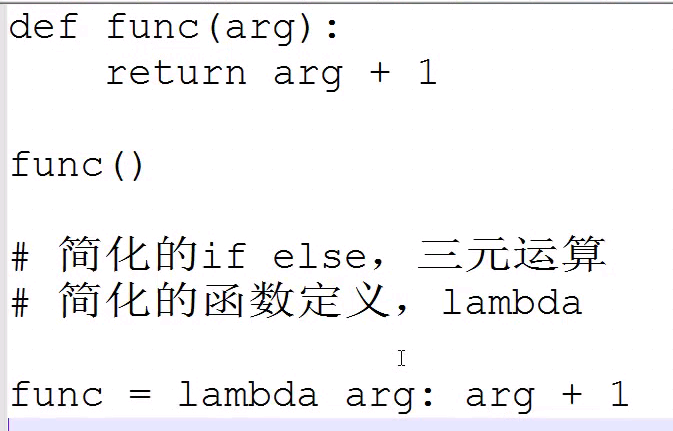 def func(arg):
    return arg + 1
func()
# 简化的if else，三元运算
# 简化的函数定义，lambda
func = lambda arg: arg + 1